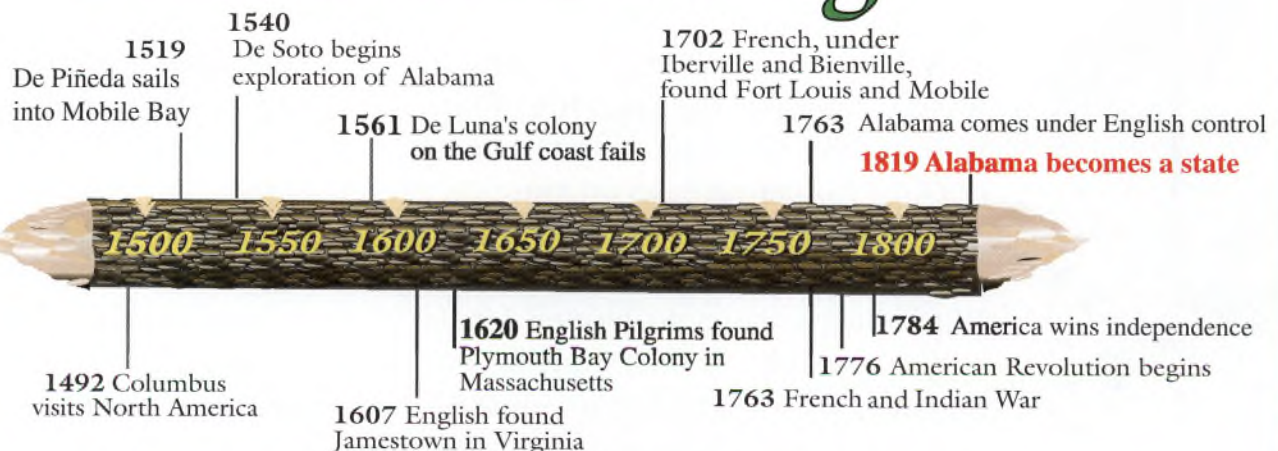 1540
De Soto begins
exploration of Alabama
1519
De Piñeda sails
into Mobile Bay
1561 De Luna's colony
on the Gulf coast fails
1702 French, under
Iberville and Bienville,
found Fort Louis and Mobile
1763 Alabama comes under English control
1819 Alabama becomes a state
1500 1550 1600 1650 1700 1750 1800
1492 Columbus
visits North America
1607 English found
Jamestown in Virginia
1620 English Pilgrims found
Plymouth Bay Colony in
Massachusetts
1784 America wins independence
1776 American Revolution begins
1763 French and Indian War